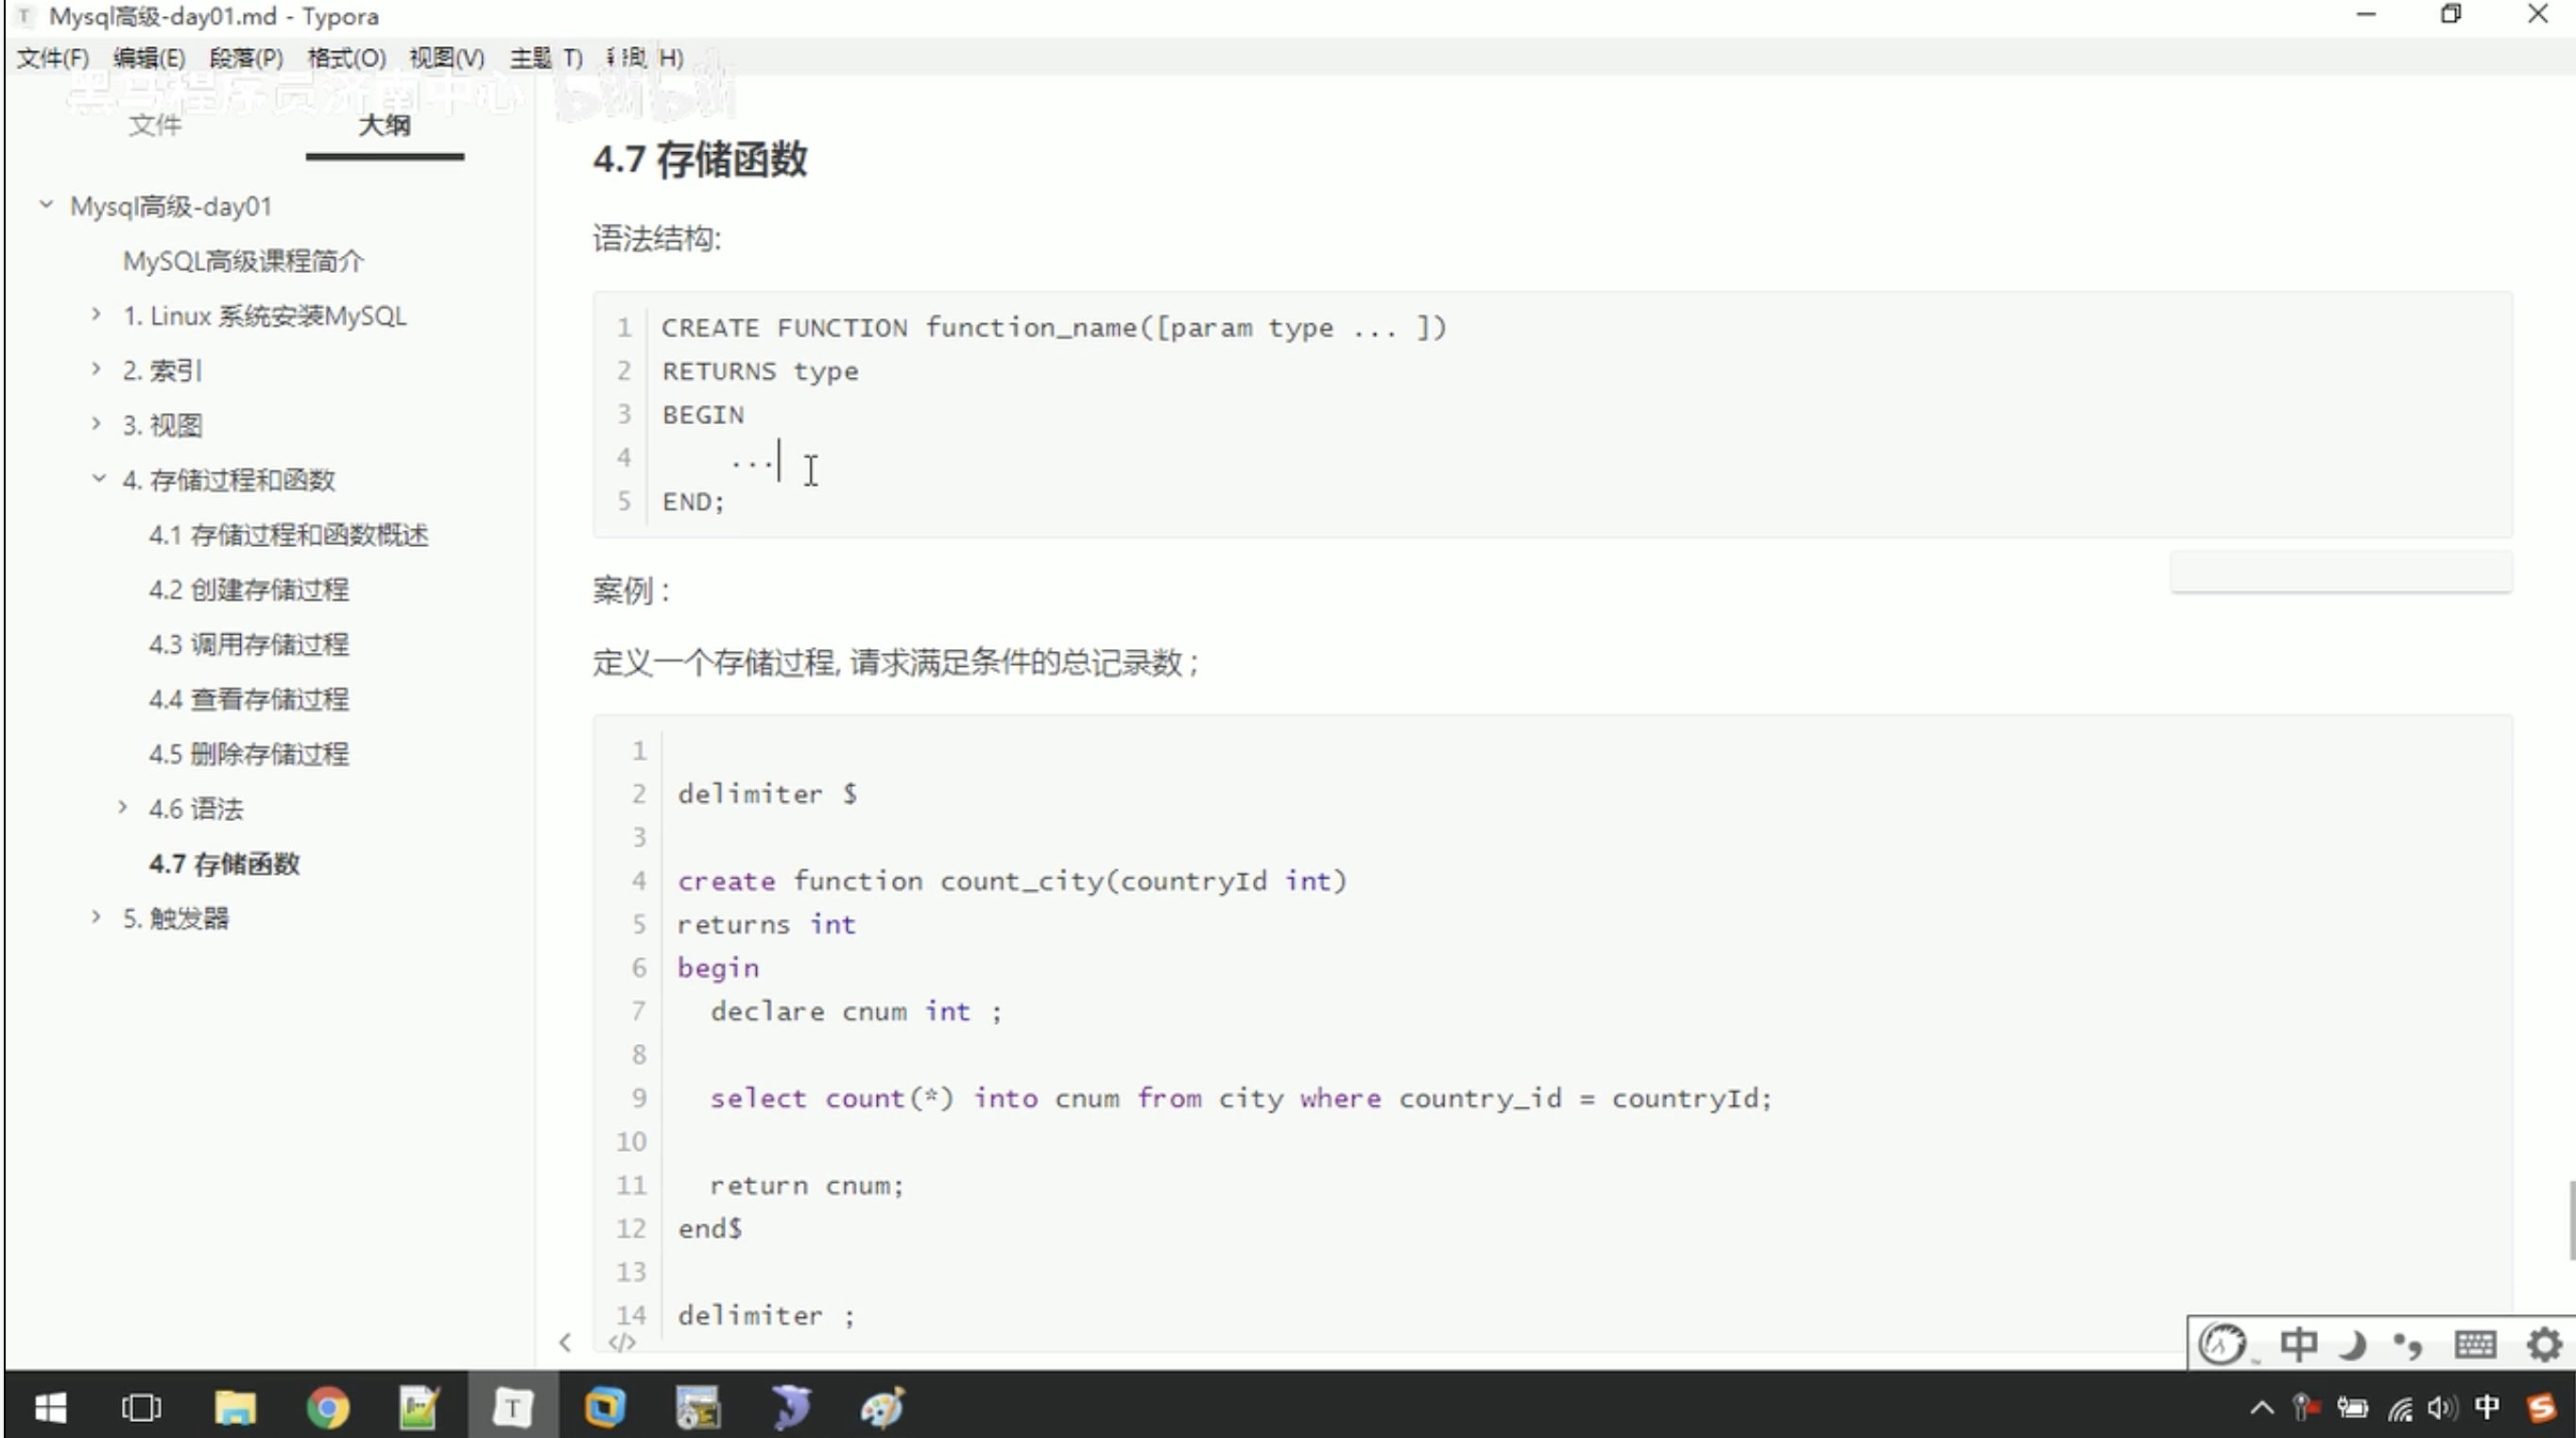 Mysql高级-day01.md - Typora
文件(F) 编辑(E) 段落(P) 格式(O) 视图(V) 主题 T) 帮助 H)
黑马程序员济南中心 bilibili
文件 大纲
Mysql高级-day01
MySQL高级课程简介
1. Linux 系统安装MySQL
2. 索引
3. 视图
4. 存储过程和函数
4.1 存储过程和函数概述
4.2 创建存储过程
4.3 调用存储过程
4.4 查看存储过程
4.5 删除存储过程
4.6 语法
4.7 存储函数
5. 触发器
4.7 存储函数
语法结构:
1 CREATE FUNCTION function_name([param type ... ])
2 RETURNS type
3 BEGIN
4 ...
5 END;
案例 :
定义一个存储过程, 请求满足条件的总记录数 ;
1
2 delimiter $
3
4 create function count_city(countryId int)
5 returns int
6 begin
7 declare cnum int ;
8
9 select count(*) into cnum from city where country_id = countryId;
10
11 return cnum;
12 end$
13
14 delimiter ;
中
中